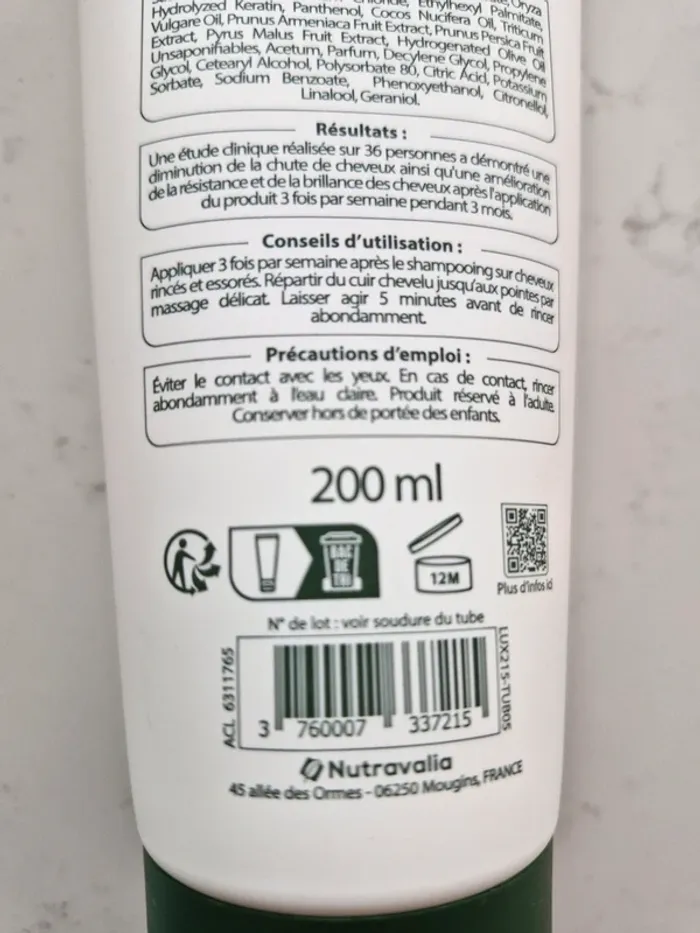 Ethylhexyl Palmitate, Oryza
Hydrolyzed Keratin, Panthenol, Cocos Nucifera Oil, Triticum
Vulgare Oil, Prunus Armeniaca Fruit Extract, Prunus Persica Fruit
Extract, Pyrus Malus Fruit Extract, Hydrogenated Olive Oil
Unsaponifiables, Acetum, Parfum, Decylene Glycol, Propylene
Glycol, Cetearyl Alcohol, Polysorbate 80, Citric Acid, Potassium
Sorbate, Sodium Benzoate, Phenoxyethanol, Citronellol,
Linalool, Geraniol.
Résultats :
Une étude clinique réalisée sur 36 personnes a démontré une
diminution de la chute de cheveux ainsi qu'une amélioration
de la résistance et de la brillance des cheveux après l'application
du produit 3 fois par semaine pendant 3 mois.
Conseils d'utilisation :
Appliquer 3 fois par semaine après le shampooing sur cheveux
rincés et essorés. Répartir du cuir chevelu jusqu'aux pointes par
massage délicat. Laisser agir 5 minutes avant de rincer
abondamment.
Précautions d'emploi :
Éviter le contact avec les yeux. En cas de contact, rincer
abondamment à l'eau claire. Produit réservé à l'adulte.
Conserver hors de portée des enfants.
200 ml
BAC
DE
TRI
12M
Plus d'infos ici
N° de lot : voir soudure du tube
ACL 6311765
LUX215-TUB05
3 760007 337215
Nutravalia
45 allée des Ormes - 06250 Mougins, FRANCE